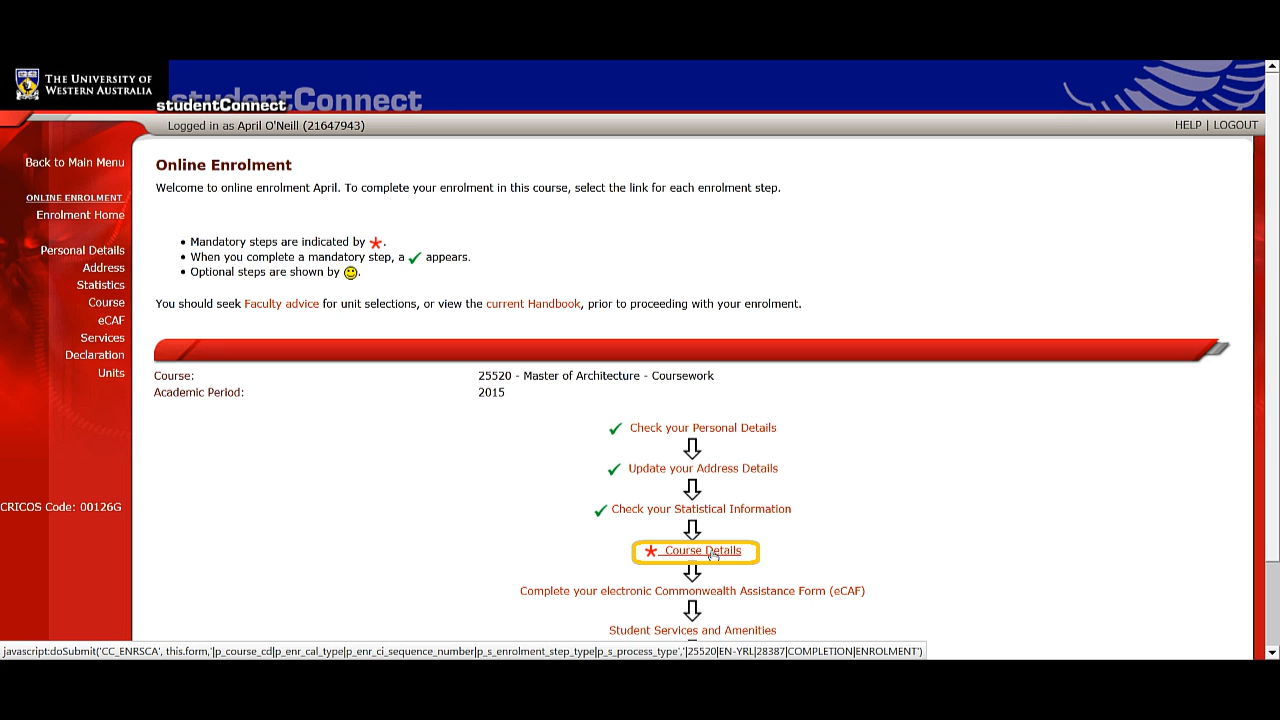 THE UNIVERSITY OF
WESTERN AUSTRALIA
studentConnect
studentConnect
Logged in as April O'Neill (21647943)
HELP | LOGOUT
Back to Main Menu
ONLINE ENROLMENT
Enrolment Home
Personal Details
Address
Statistics
Course
eCAF
Services
Declaration
Units
CRICOS Code: 00126G
Online Enrolment
Welcome to online enrolment April. To complete your enrolment in this course, select the link for each enrolment step.
• Mandatory steps are indicated by *.
• When you complete a mandatory step, a ✓ appears.
• Optional steps are shown by ☺.
You should seek Faculty advice for unit selections, or view the current Handbook, prior to proceeding with your enrolment.
Course: 25520 - Master of Architecture - Coursework
Academic Period: 2015
✓ Check your Personal Details
✓ Update your Address Details
✓ Check your Statistical Information
* Course Details
Complete your electronic Commonwealth Assistance Form (eCAF)
Student Services and Amenities
javascript:doSubmit('CC_ENRSCA', this.form,'|p_course_cd|p_enr_cal_type|p_enr_ci_sequence_number|p_s_enrolment_step_type|p_s_process_type','|25520|EN-YRL|28387|COMPLETION|ENROLMENT')